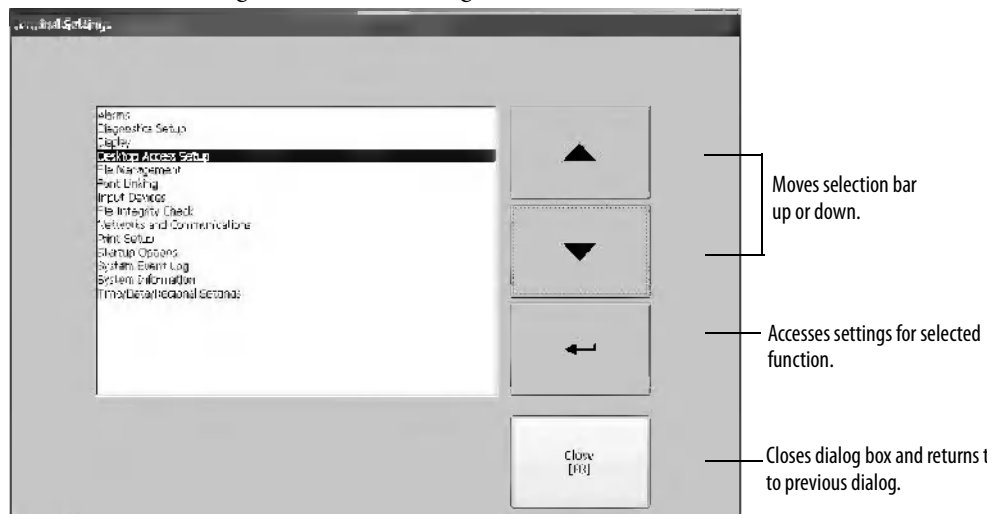 Terminal Settings
Alarms
Diagnostics Setup
Display
Desktop Access Setup
File Management
Font Linking
Input Devices
File Integrity Check
Networks and Communications
Print Setup
Startup Options
System Event Log
System Information
Time/Date/Regional Settings
Moves selection bar
up or down.
Accesses settings for selected
function.
Close
[F8]
Closes dialog box and returns t
to previous dialog.